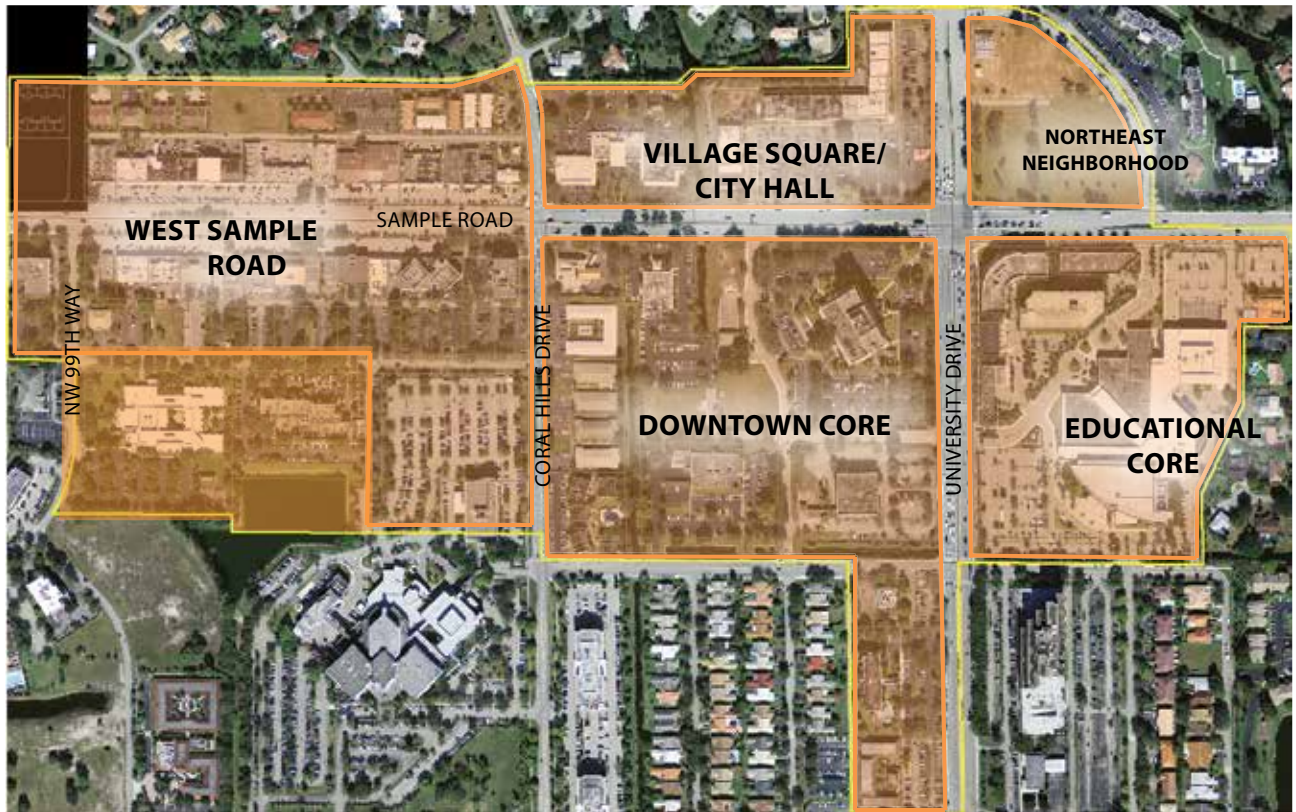 VILLAGE SQUARE/
CITY HALL
NORTHEAST
NEIGHBORHOOD
WEST SAMPLE
ROAD
SAMPLE ROAD
NW 99TH WAY
CORAL HILLS DRIVE
DOWNTOWN CORE
UNIVERSITY DRIVE
EDUCATIONAL
CORE